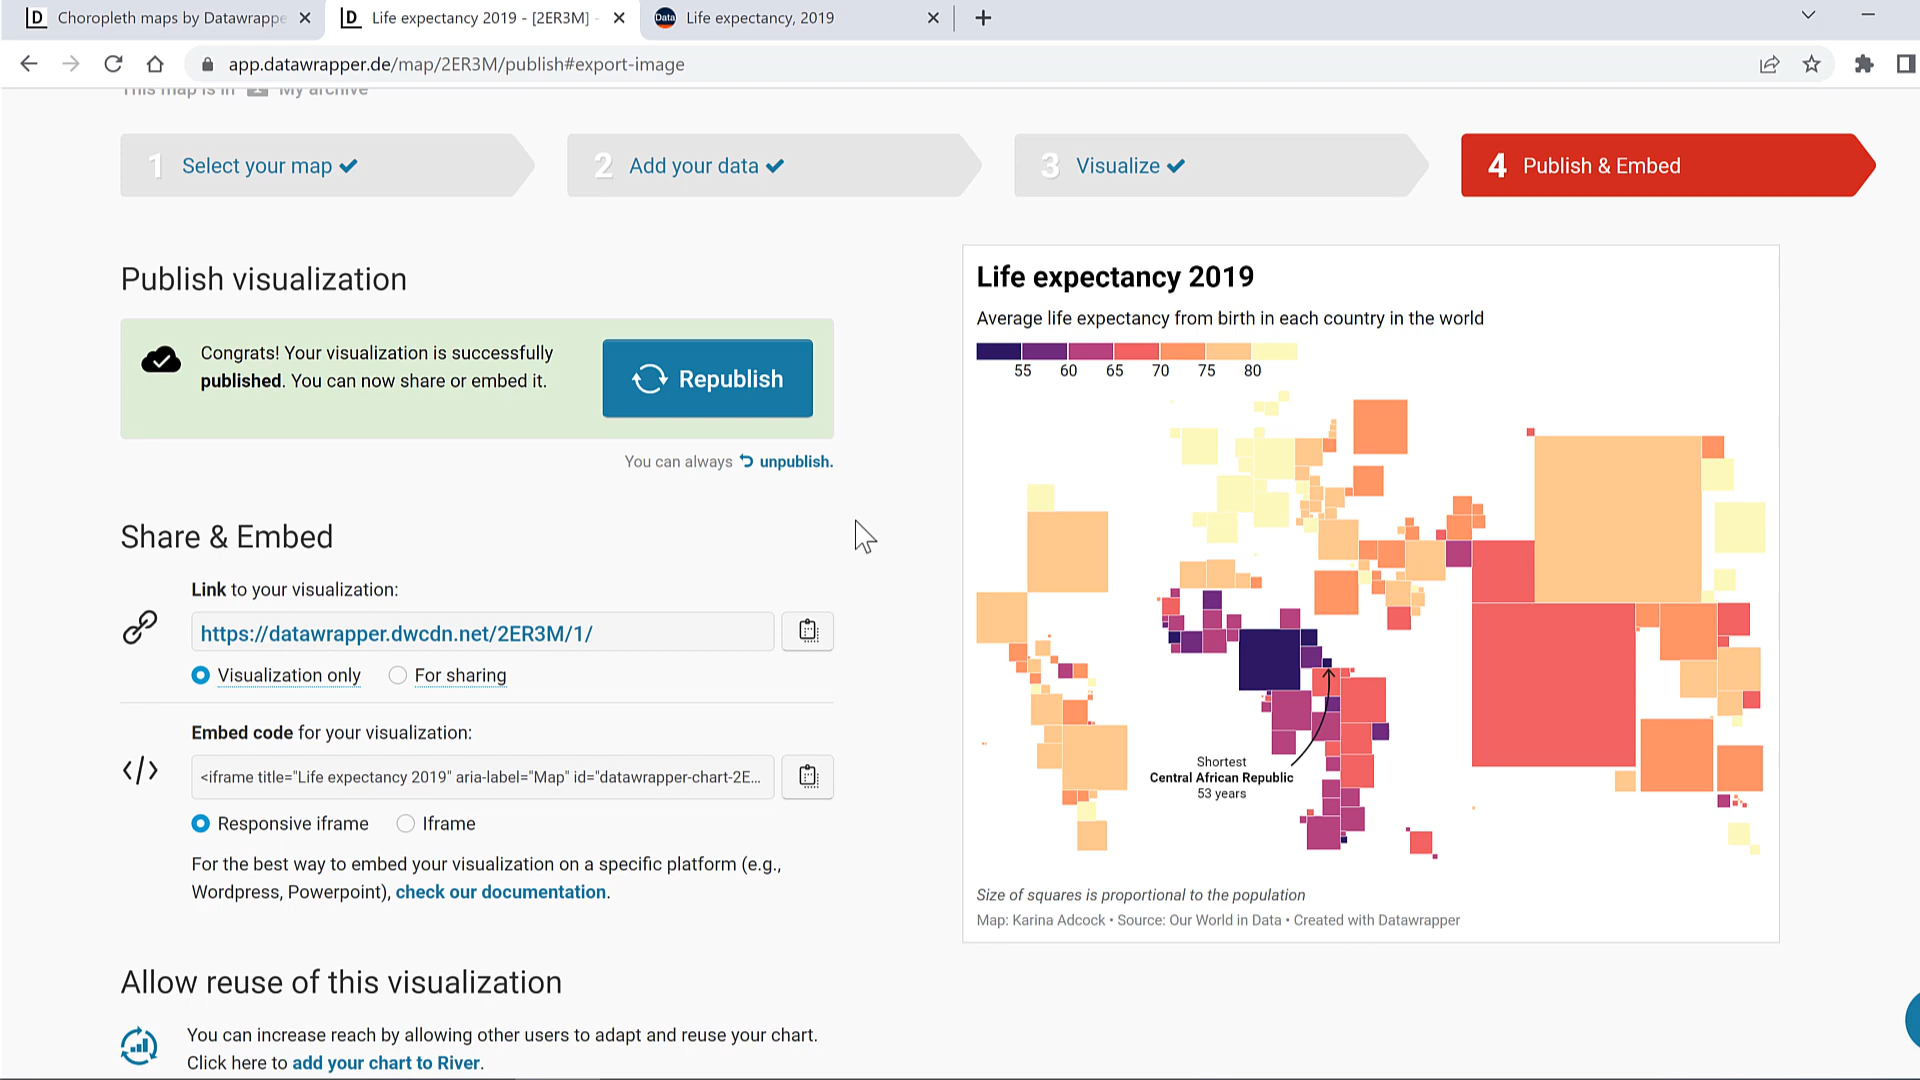 Choropleth maps by Datawrappe
Life expectancy 2019 - [2ER3M] -
Data
Life expectancy, 2019
app.datawrapper.de/map/2ER3M/publish#export-image
This map is in My archive
1 Select your map
2 Add your data
3 Visualize
4 Publish & Embed
Publish visualization
Congrats! Your visualization is successfully
published. You can now share or embed it.
Republish
You can always unpublish.
Share & Embed
Link to your visualization:
https://datawrapper.dwcdn.net/2ER3M/1/
Visualization only
For sharing
Embed code for your visualization:
</>
<iframe title="Life expectancy 2019" aria-label="Map" id="datawrapper-chart-2E...
Responsive iframe
Iframe
For the best way to embed your visualization on a specific platform (e.g.,
Wordpress, Powerpoint), check our documentation.
Allow reuse of this visualization
You can increase reach by allowing other users to adapt and reuse your chart.
Click here to add your chart to River.
Life expectancy 2019
Average life expectancy from birth in each country in the world
55 60 65 70 75 80
Shortest
Central African Republic
53 years
Size of squares is proportional to the population
Map: Karina Adcock • Source: Our World in Data • Created with Datawrapper